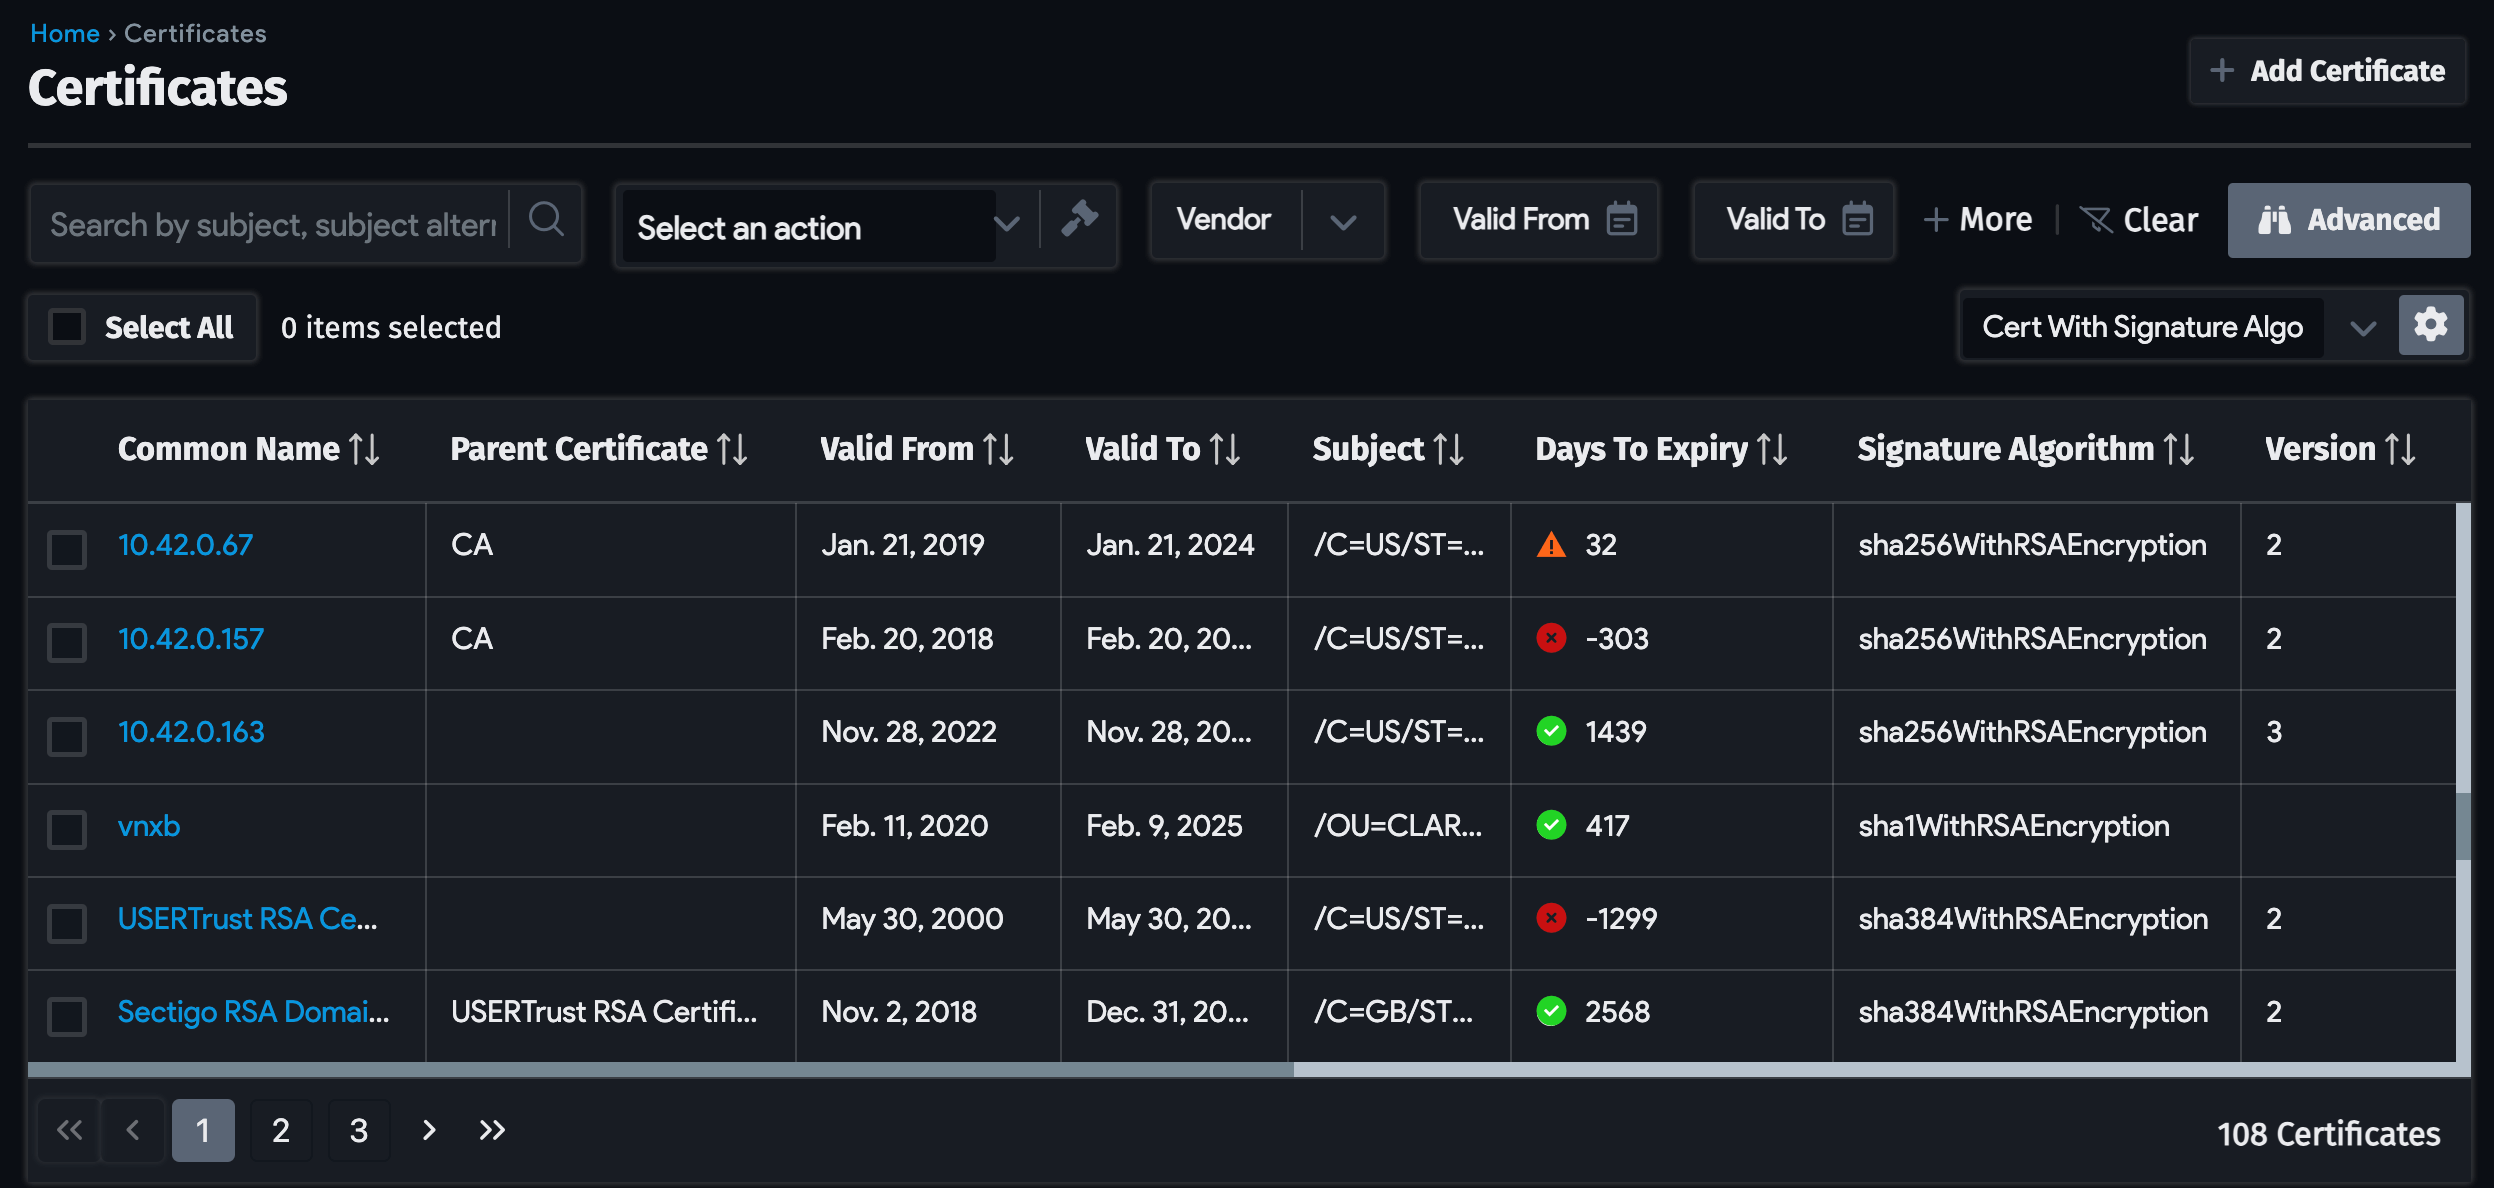 Home › Certificates
Certificates
+ Add Certificate
Search by subject, subject altern
Select an action
Vendor
Valid From
Valid To
+ More
Clear
Advanced
Select All
0 items selected
Cert With Signature Algo
Common Name Parent Certificate Valid From Valid To Subject Days To Expiry Signature Algorithm Version
10.42.0.67 CA Jan. 21, 2019 Jan. 21, 2024 /C=US/ST=... 32 sha256WithRSAEncryption 2
10.42.0.157 CA Feb. 20, 2018 Feb. 20, 20... /C=US/ST=... -303 sha256WithRSAEncryption 2
10.42.0.163 Nov. 28, 2022 Nov. 28, 20... /C=US/ST=... 1439 sha256WithRSAEncryption 3
vnxb Feb. 11, 2020 Feb. 9, 2025 /OU=CLAR... 417 sha1WithRSAEncryption
USERTrust RSA Ce... May 30, 2000 May 30, 20... /C=US/ST=... -1299 sha384WithRSAEncryption 2
Sectigo RSA Domai... USERTrust RSA Certifi... Nov. 2, 2018 Dec. 31, 20... /C=GB/ST... 2568 sha384WithRSAEncryption 2
« ‹ 1 2 3 › »
108 Certificates